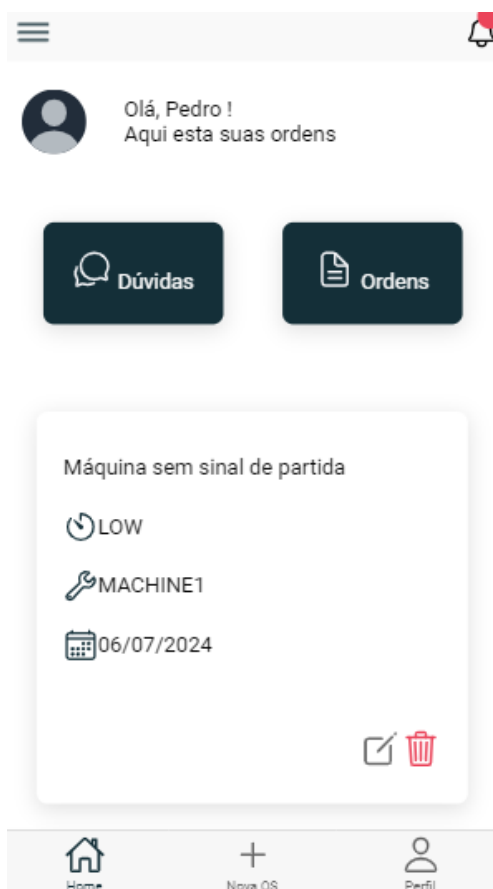 Olá, Pedro !
Aqui esta suas ordens
Dúvidas
Ordens
Máquina sem sinal de partida
LOW
MACHINE1
06/07/2024
Home
Nova OS
Perfil